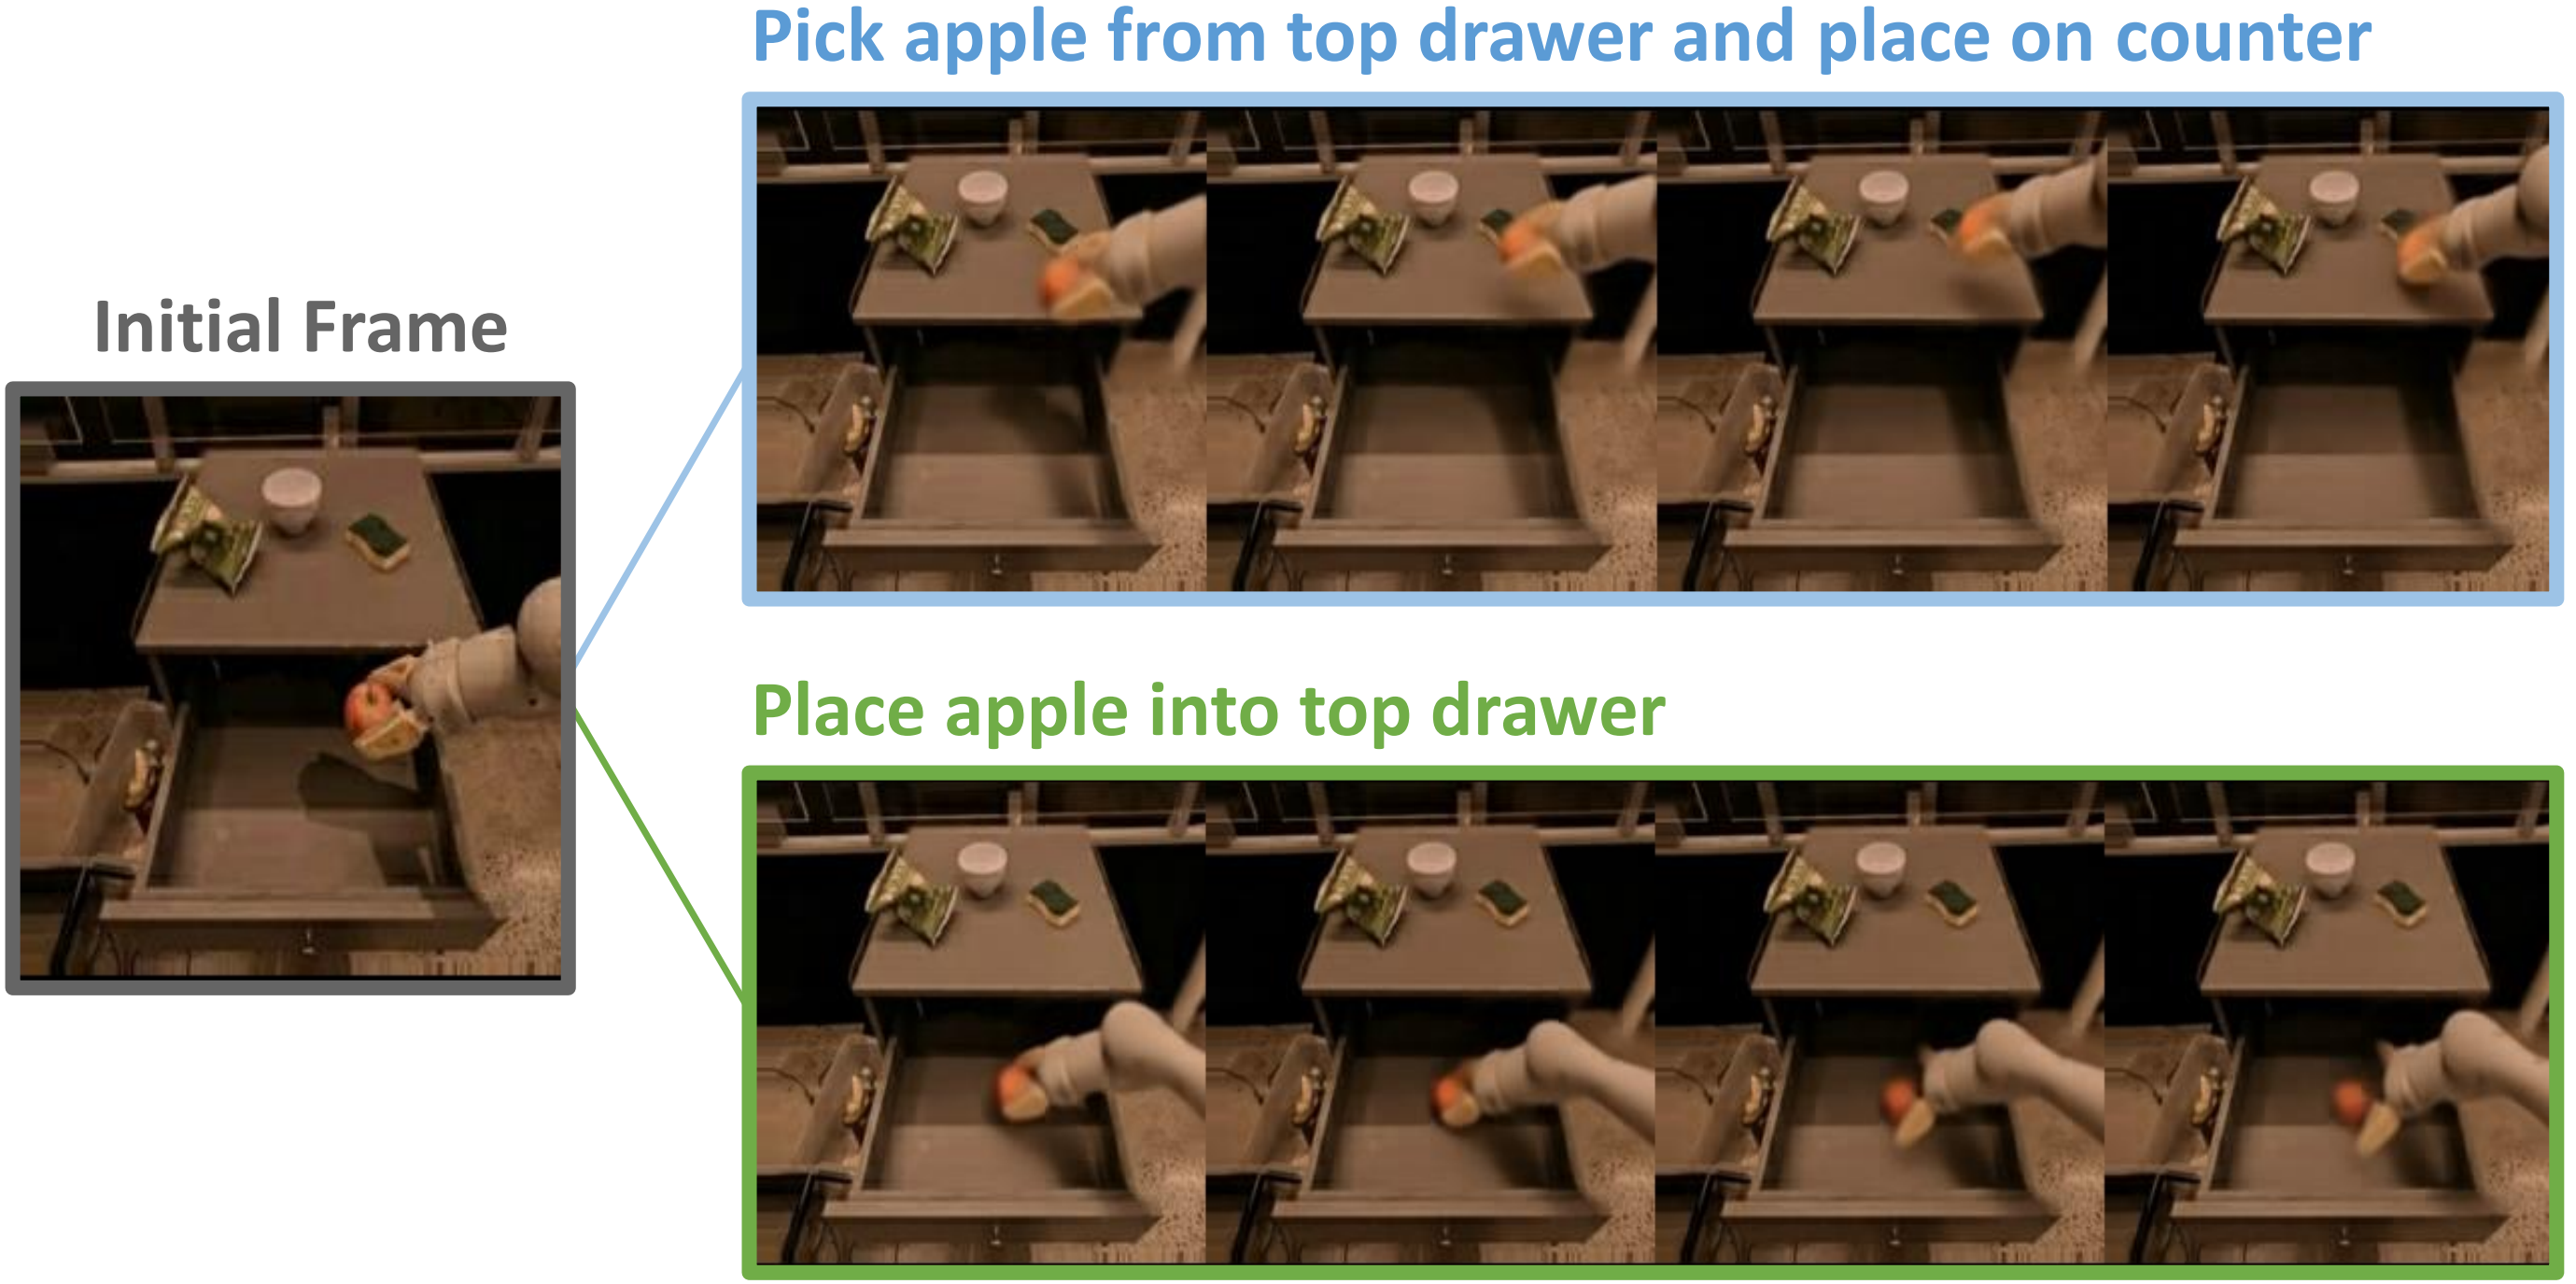 Pick apple from top drawer and place on counter
Initial Frame
Place apple into top drawer